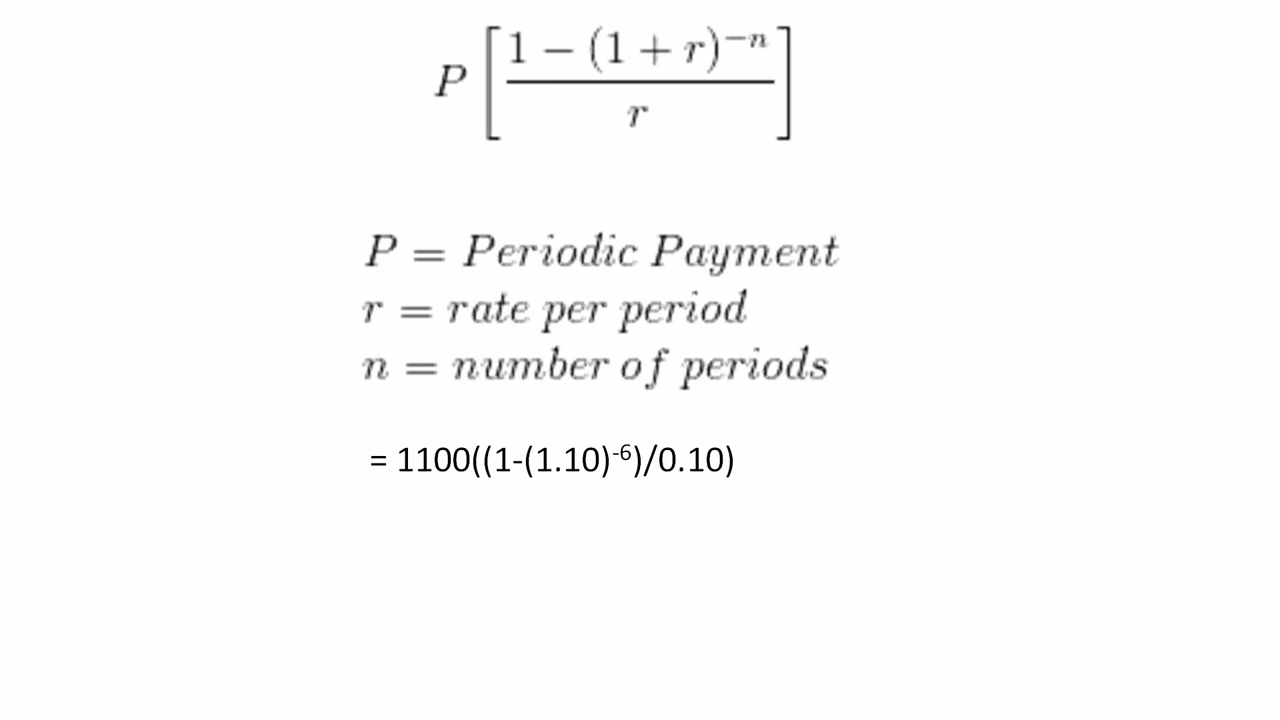 P [ 1 − (1 + r)⁻ⁿ / r ]
P = Periodic Payment
r = rate per period
n = number of periods
= 1100((1-(1.10)⁻⁶)/0.10)